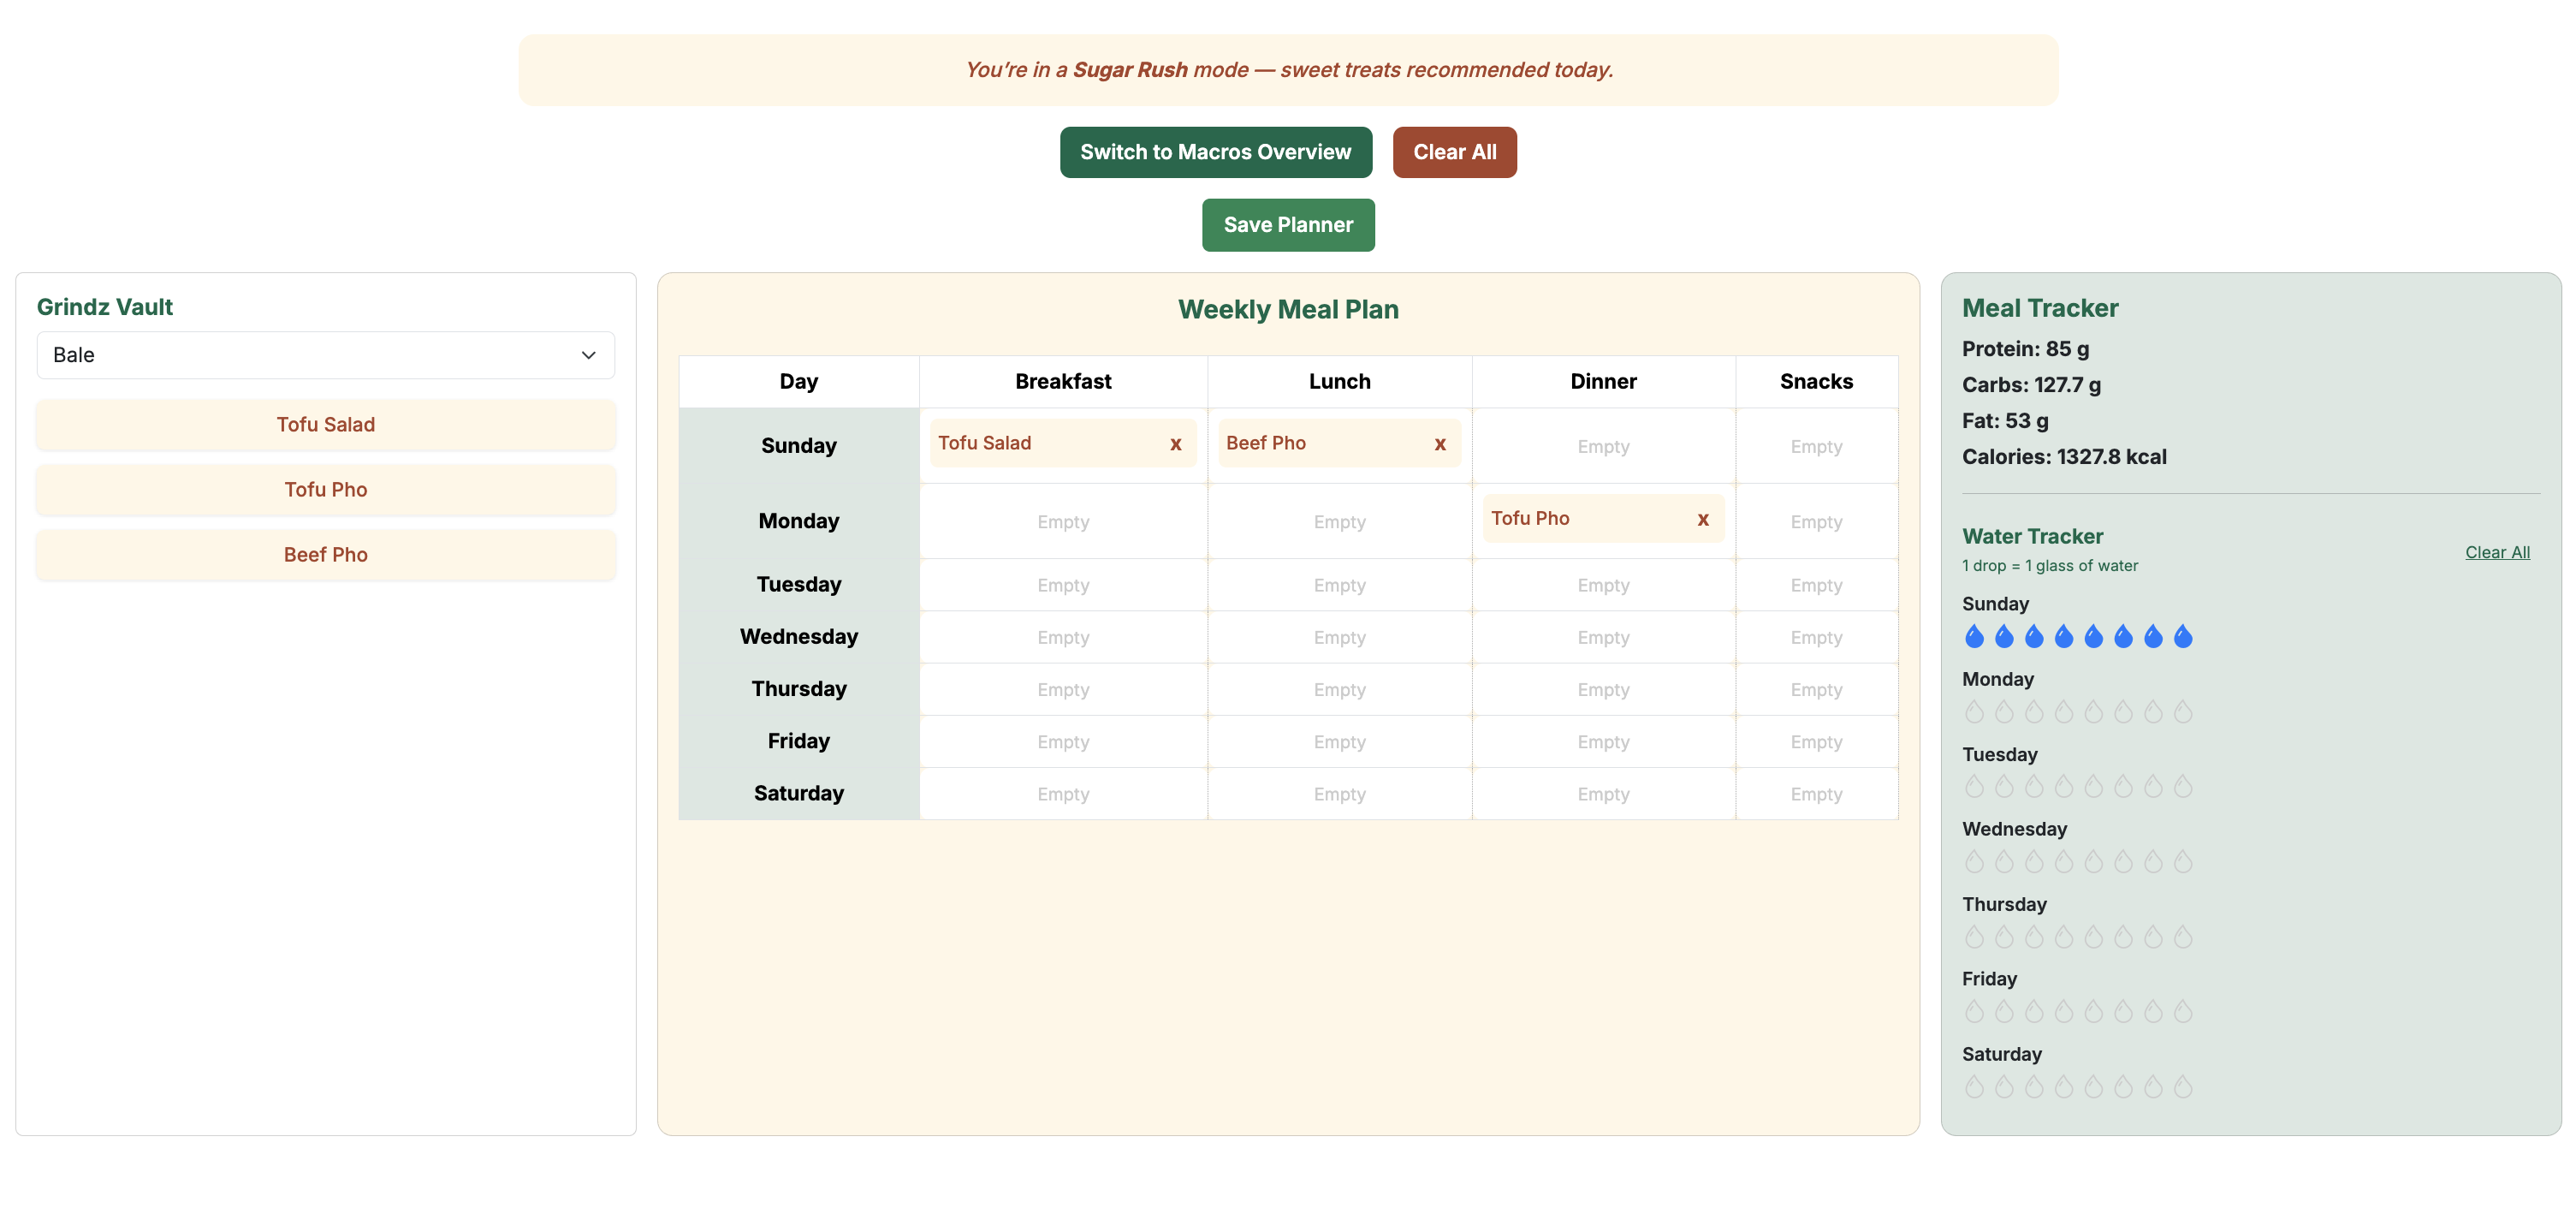 You're in a Sugar Rush mode — sweet treats recommended today.
Switch to Macros Overview
Clear All
Save Planner
Grindz Vault
Bale
Tofu Salad
Tofu Pho
Beef Pho
Weekly Meal Plan
Day Breakfast Lunch Dinner Snacks
Sunday Tofu Salad x Beef Pho x Empty Empty
Monday Empty Empty Tofu Pho x Empty
Tuesday Empty Empty Empty Empty
Wednesday Empty Empty Empty Empty
Thursday Empty Empty Empty Empty
Friday Empty Empty Empty Empty
Saturday Empty Empty Empty Empty
Meal Tracker
Protein: 85 g
Carbs: 127.7 g
Fat: 53 g
Calories: 1327.8 kcal
Water Tracker
Clear All
1 drop = 1 glass of water
Sunday
Monday
Tuesday
Wednesday
Thursday
Friday
Saturday